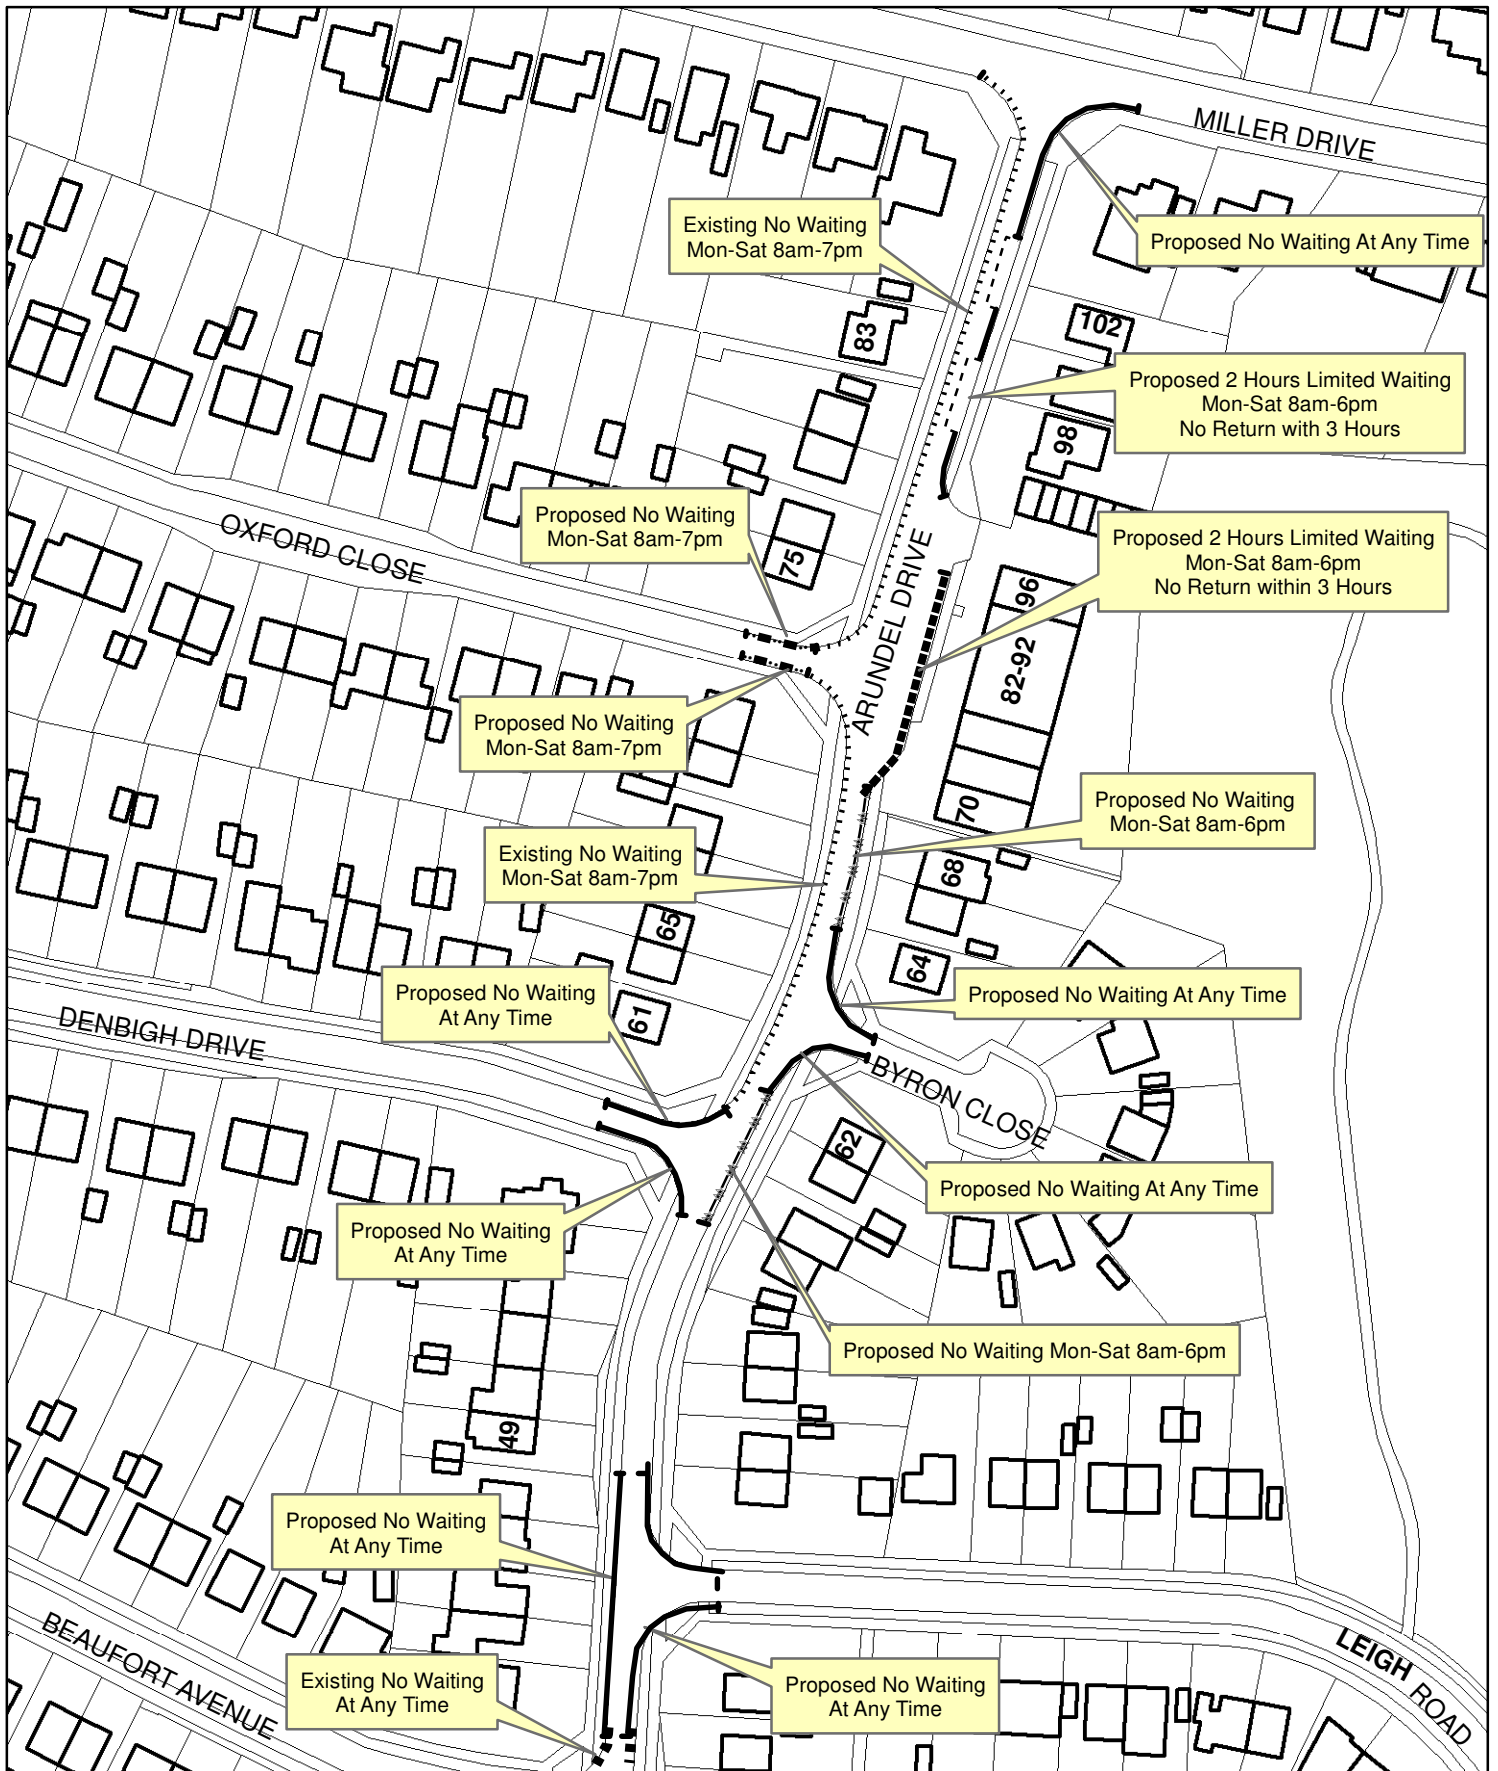 MILLER DRIVE
Existing No Waiting
Mon-Sat 8am-7pm
Proposed No Waiting At Any Time
83
102
Proposed 2 Hours Limited Waiting
Mon-Sat 8am-6pm
No Return with 3 Hours
98
Proposed No Waiting
Mon-Sat 8am-7pm
OXFORD CLOSE
75
ARUNDEL DRIVE
Proposed 2 Hours Limited Waiting
Mon-Sat 8am-6pm
No Return within 3 Hours
96
82-92
Proposed No Waiting
Mon-Sat 8am-7pm
70
Proposed No Waiting
Mon-Sat 8am-6pm
Existing No Waiting
Mon-Sat 8am-7pm
68
65
64
Proposed No Waiting
At Any Time
61
Proposed No Waiting At Any Time
DENBIGH DRIVE
BYRON CLOSE
62
Proposed No Waiting At Any Time
Proposed No Waiting
At Any Time
Proposed No Waiting Mon-Sat 8am-6pm
49
Proposed No Waiting
At Any Time
BEAUFORT AVENUE
Existing No Waiting
At Any Time
Proposed No Waiting
At Any Time
LEIGH ROAD